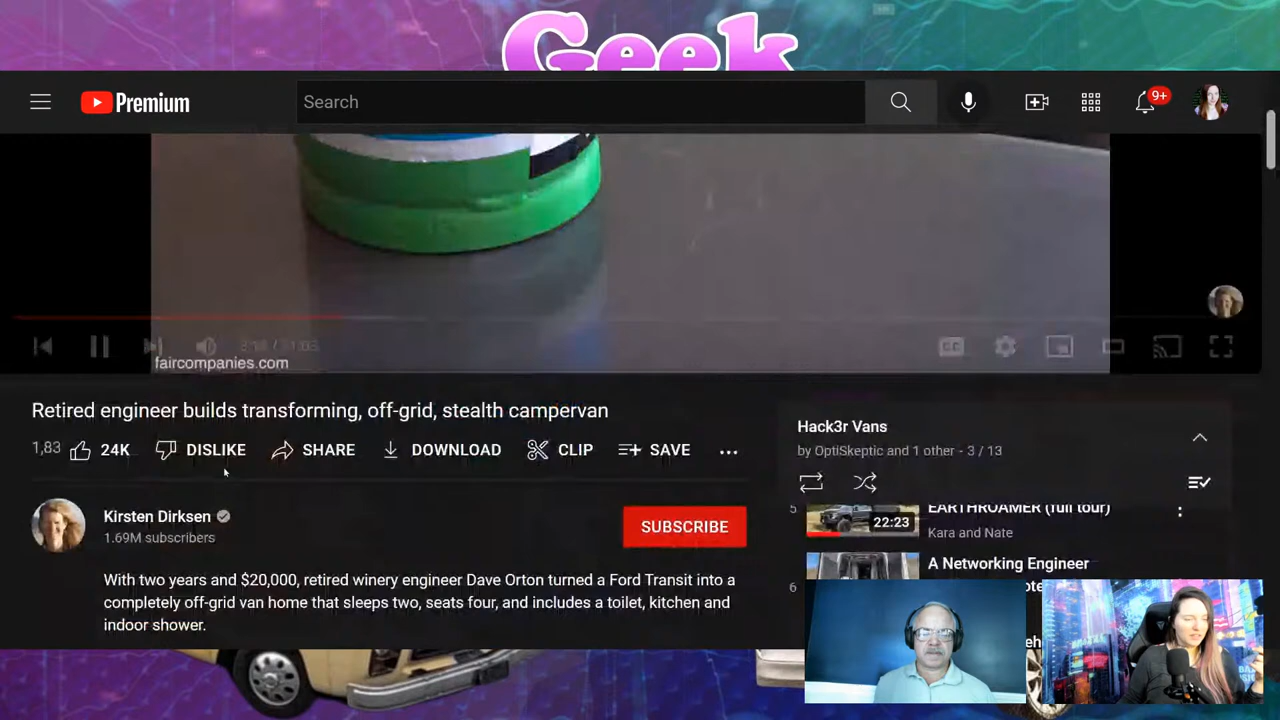 Geek
Premium
Search
9+
faircompanies.com
Retired engineer builds transforming, off-grid, stealth campervan
1,83 24K DISLIKE SHARE DOWNLOAD CLIP SAVE
Kirsten Dirksen
1.69M subscribers
SUBSCRIBE
With two years and $20,000, retired winery engineer Dave Orton turned a Ford Transit into a
completely off-grid van home that sleeps two, seats four, and includes a toilet, kitchen and
indoor shower.
Hack3r Vans
by OptiSkeptic and 1 other - 3 / 13
5 EARTHROAMER (full tour)
22:23
Kara and Nate
6 A Networking Engineer